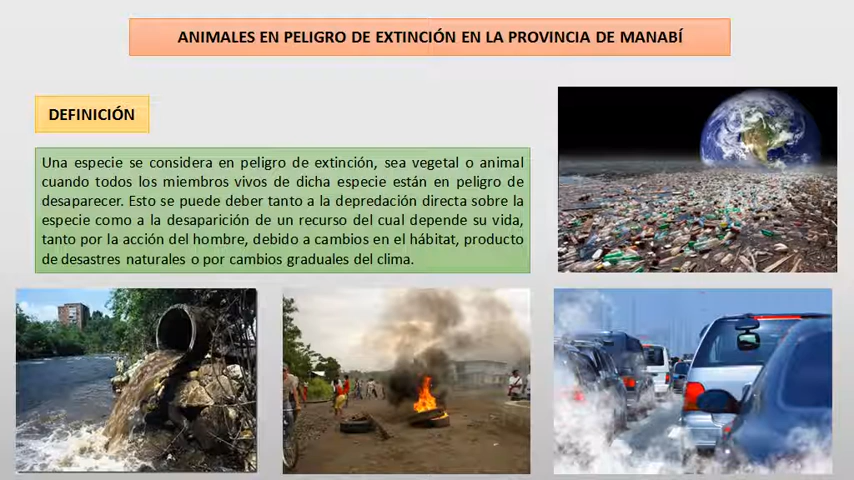 ANIMALES EN PELIGRO DE EXTINCIÓN EN LA PROVINCIA DE MANABÍ
DEFINICIÓN
Una especie se considera en peligro de extinción, sea vegetal o animal
cuando todos los miembros vivos de dicha especie están en peligro de
desaparecer. Esto se puede deber tanto a la depredación directa sobre la
especie como a la desaparición de un recurso del cual depende su vida,
tanto por la acción del hombre, debido a cambios en el hábitat, producto
de desastres naturales o por cambios graduales del clima.